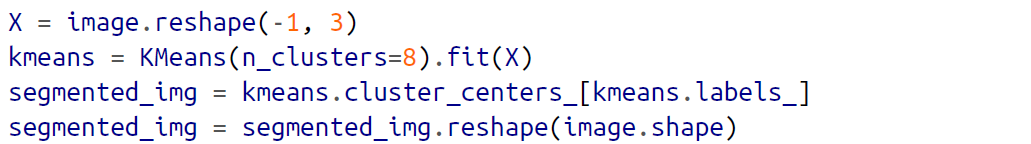 X = image.reshape(-1, 3)
kmeans = KMeans(n_clusters=8).fit(X)
segmented_img = kmeans.cluster_centers_[kmeans.labels_]
segmented_img = segmented_img.reshape(image.shape)